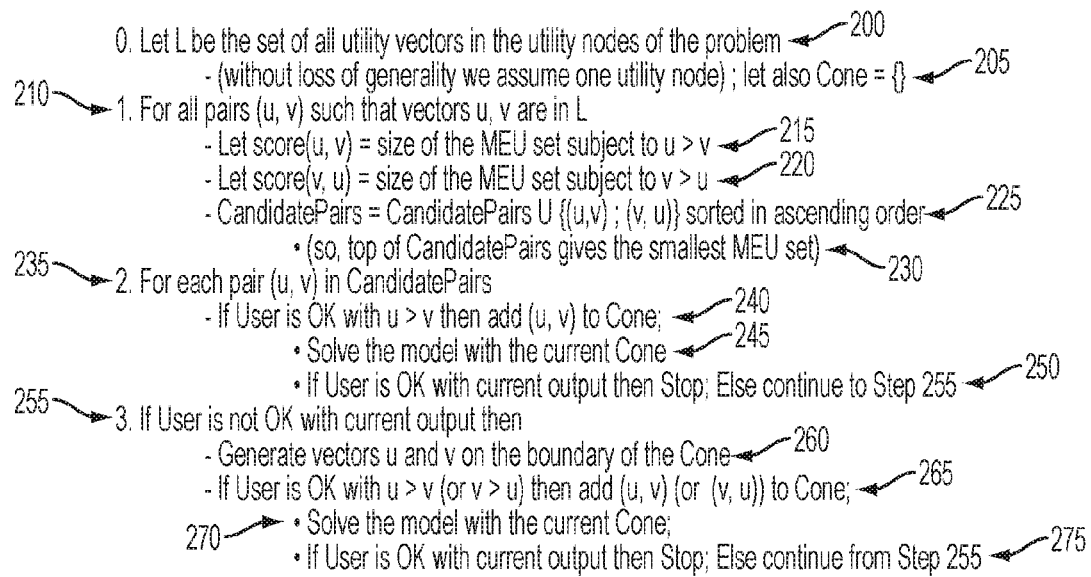 0. Let L be the set of all utility vectors in the utility nodes of the problem 200
- (without loss of generality we assume one utility node) ; let also Cone = {} 205
210 1. For all pairs (u, v) such that vectors u, v are in L
- Let score(u, v) = size of the MEU set subject to u > v 215
- Let score(v, u) = size of the MEU set subject to v > u 220
- CandidatePairs = CandidatePairs U {(u,v) ; (v, u)} sorted in ascending order 225
• (so, top of CandidatePairs gives the smallest MEU set) 230
235 2. For each pair (u, v) in CandidatePairs
- If User is OK with u > v then add (u, v) to Cone; 240
• Solve the model with the current Cone 245
• If User is OK with current output then Stop; Else continue to Step 255 250
255 3. If User is not OK with current output then
- Generate vectors u and v on the boundary of the Cone 260
- If User is OK with u > v (or v > u) then add (u, v) (or (v, u)) to Cone; 265
270 • Solve the model with the current Cone;
• If User is OK with current output then Stop; Else continue from Step 255 275